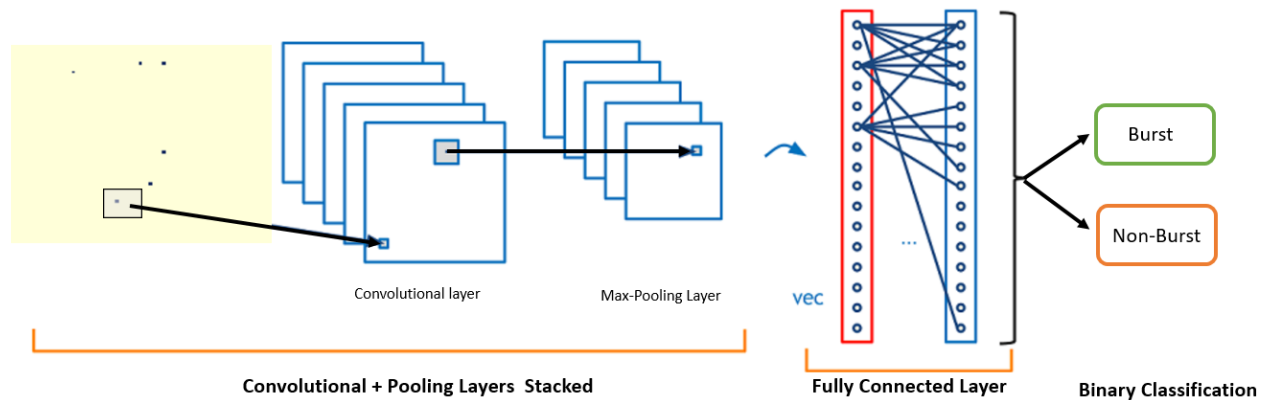 Burst
Non-Burst
...
vec
Convolutional layer
Max-Pooling Layer
Convolutional + Pooling Layers Stacked
Fully Connected Layer
Binary Classification